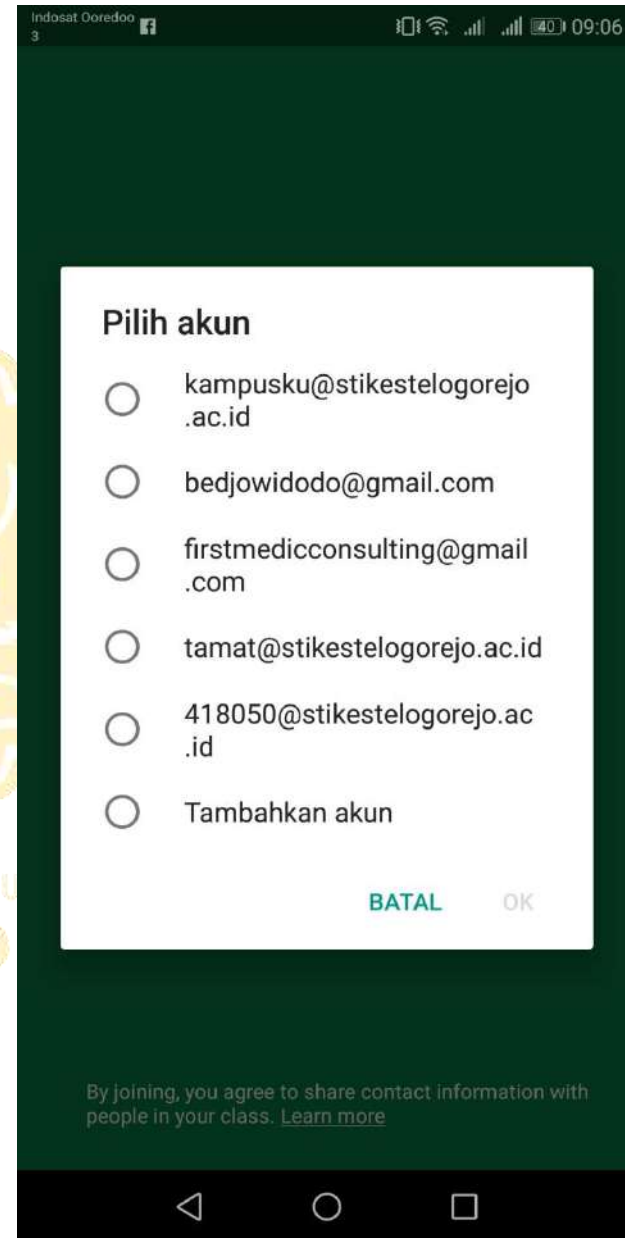 Indosat Ooredoo
3
40 09:06
Pilih akun
kampusku@stikestelogorejo
.ac.id
bedjowidodo@gmail.com
firstmedicconsulting@gmail
.com
tamat@stikestelogorejo.ac.id
418050@stikestelogorejo.ac
.id
Tambahkan akun
BATAL OK
By joining, you agree to share contact information with
people in your class. Learn more